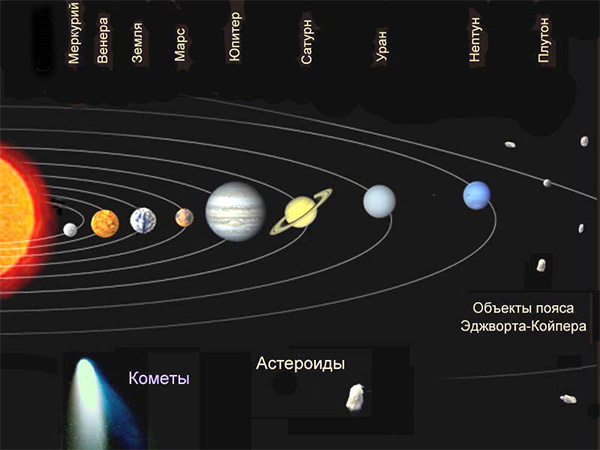 Меркурий
Венера
Земля
Марс
Юпитер
Сатурн
Уран
Нептун
Плутон
Объекты пояса
Эджворта-Койпера
Астероиды
Кометы